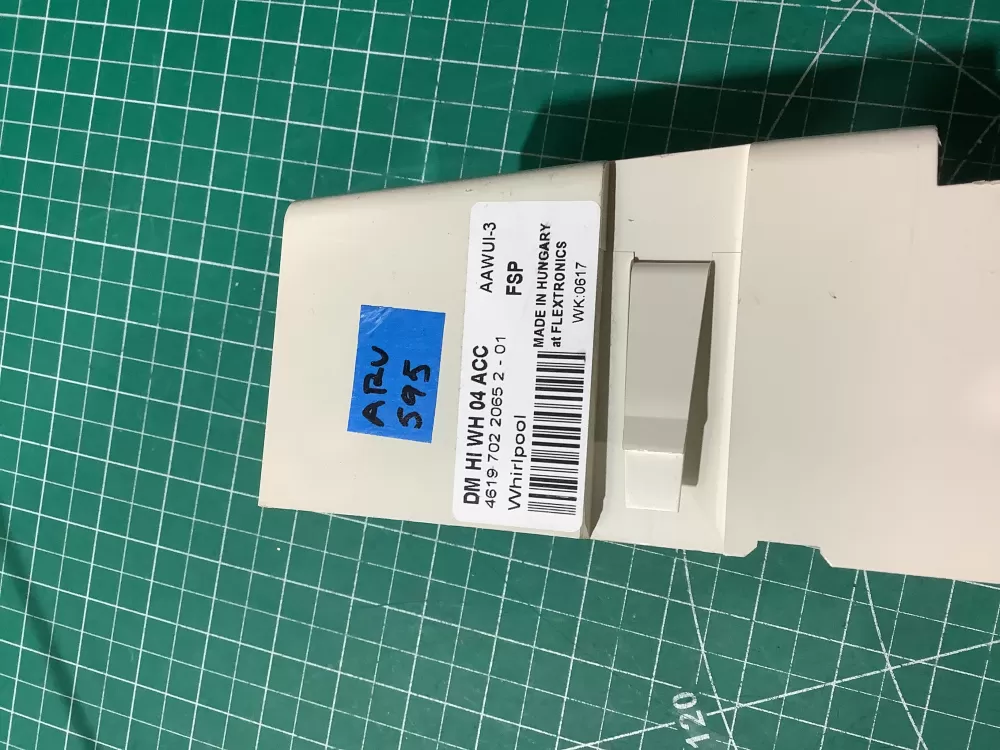 ARV
595
DM HI WH 04 ACC
AAWUI-3
4619 702 2065 2 - 01
FSP
Whirlpool
MADE IN HUNGARY
at FLEXTRONICS
WK:0617
120